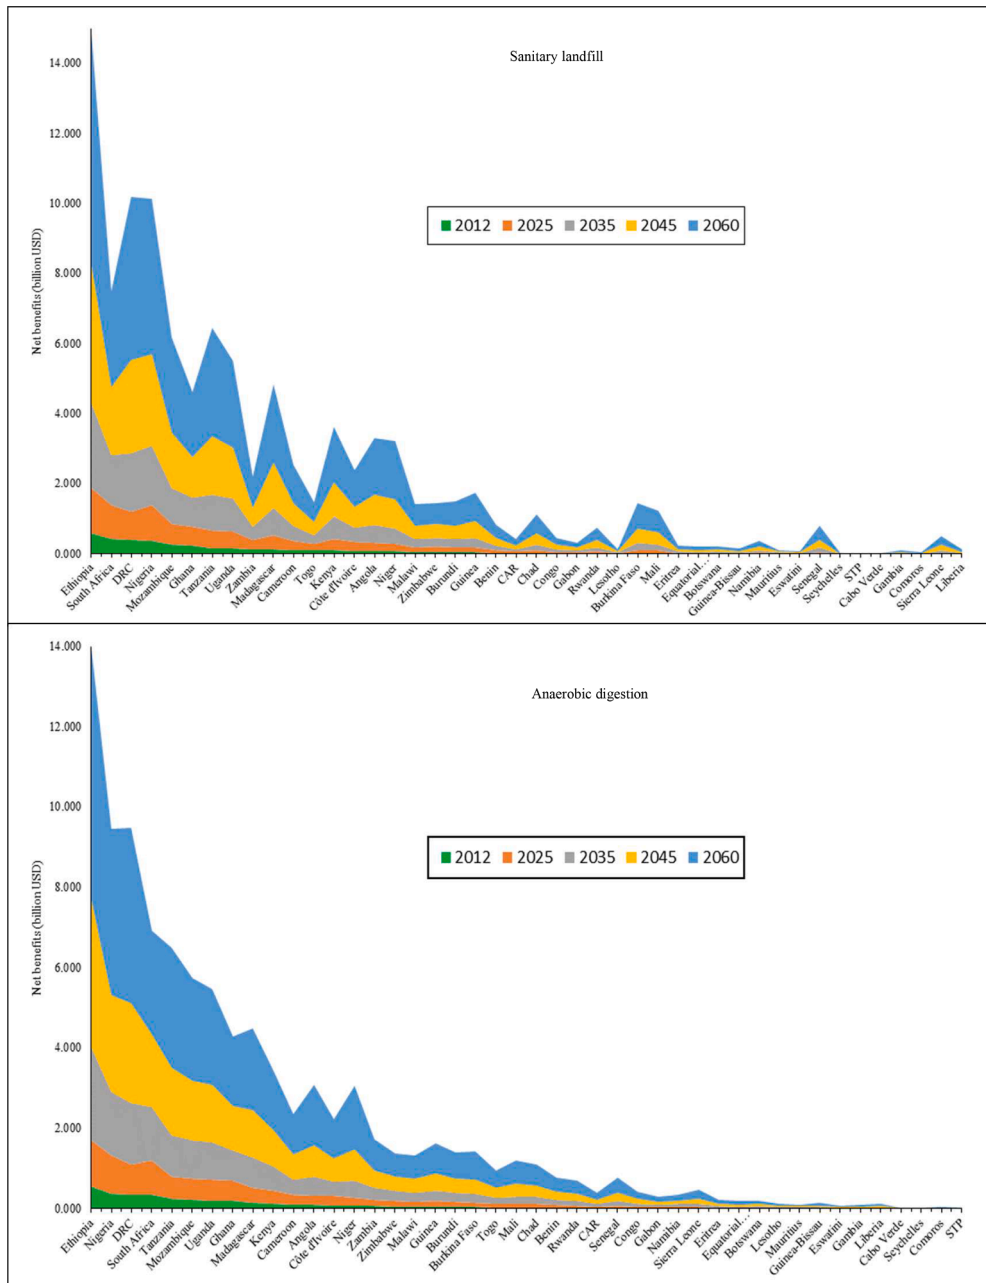 Sanitary landfill
14.000
12.000
10.000
8.000
6.000
4.000
2.000
0.000
Net benefits (billion USD)
2012 2025 2035 2045 2060
Ethiopia
South Africa
DRC
Nigeria
Mozambique
Ghana
Tanzania
Uganda
Zambia
Madagascar
Cameroon
Togo
Kenya
Côte d'Ivoire
Angola
Niger
Malawi
Zimbabwe
Burundi
Guinea
Benin
CAR
Chad
Congo
Gabon
Rwanda
Lesotho
Burkina Faso
Mali
Eritrea
Equatorial...
Botswana
Guinea-Bissau
Namibia
Mauritius
Eswatini
Senegal
Seychelles
STP
Cabo Verde
Gambia
Comoros
Sierra Leone
Liberia
Anaerobic digestion
14.000
12.000
10.000
8.000
6.000
4.000
2.000
0.000
Net benefits (billion USD)
2012 2025 2035 2045 2060
Ethiopia
Nigeria
DRC
South Africa
Tanzania
Mozambique
Uganda
Ghana
Madagascar
Kenya
Cameroon
Angola
Côte d'Ivoire
Niger
Zambia
Zimbabwe
Malawi
Guinea
Burundi
Burkina Faso
Togo
Mali
Chad
Benin
Rwanda
CAR
Senegal
Congo
Gabon
Namibia
Sierra Leone
Eritrea
Equatorial...
Botswana
Lesotho
Mauritius
Guinea-Bissau
Eswatini
Gambia
Liberia
Cabo Verde
Seychelles
Comoros
STP